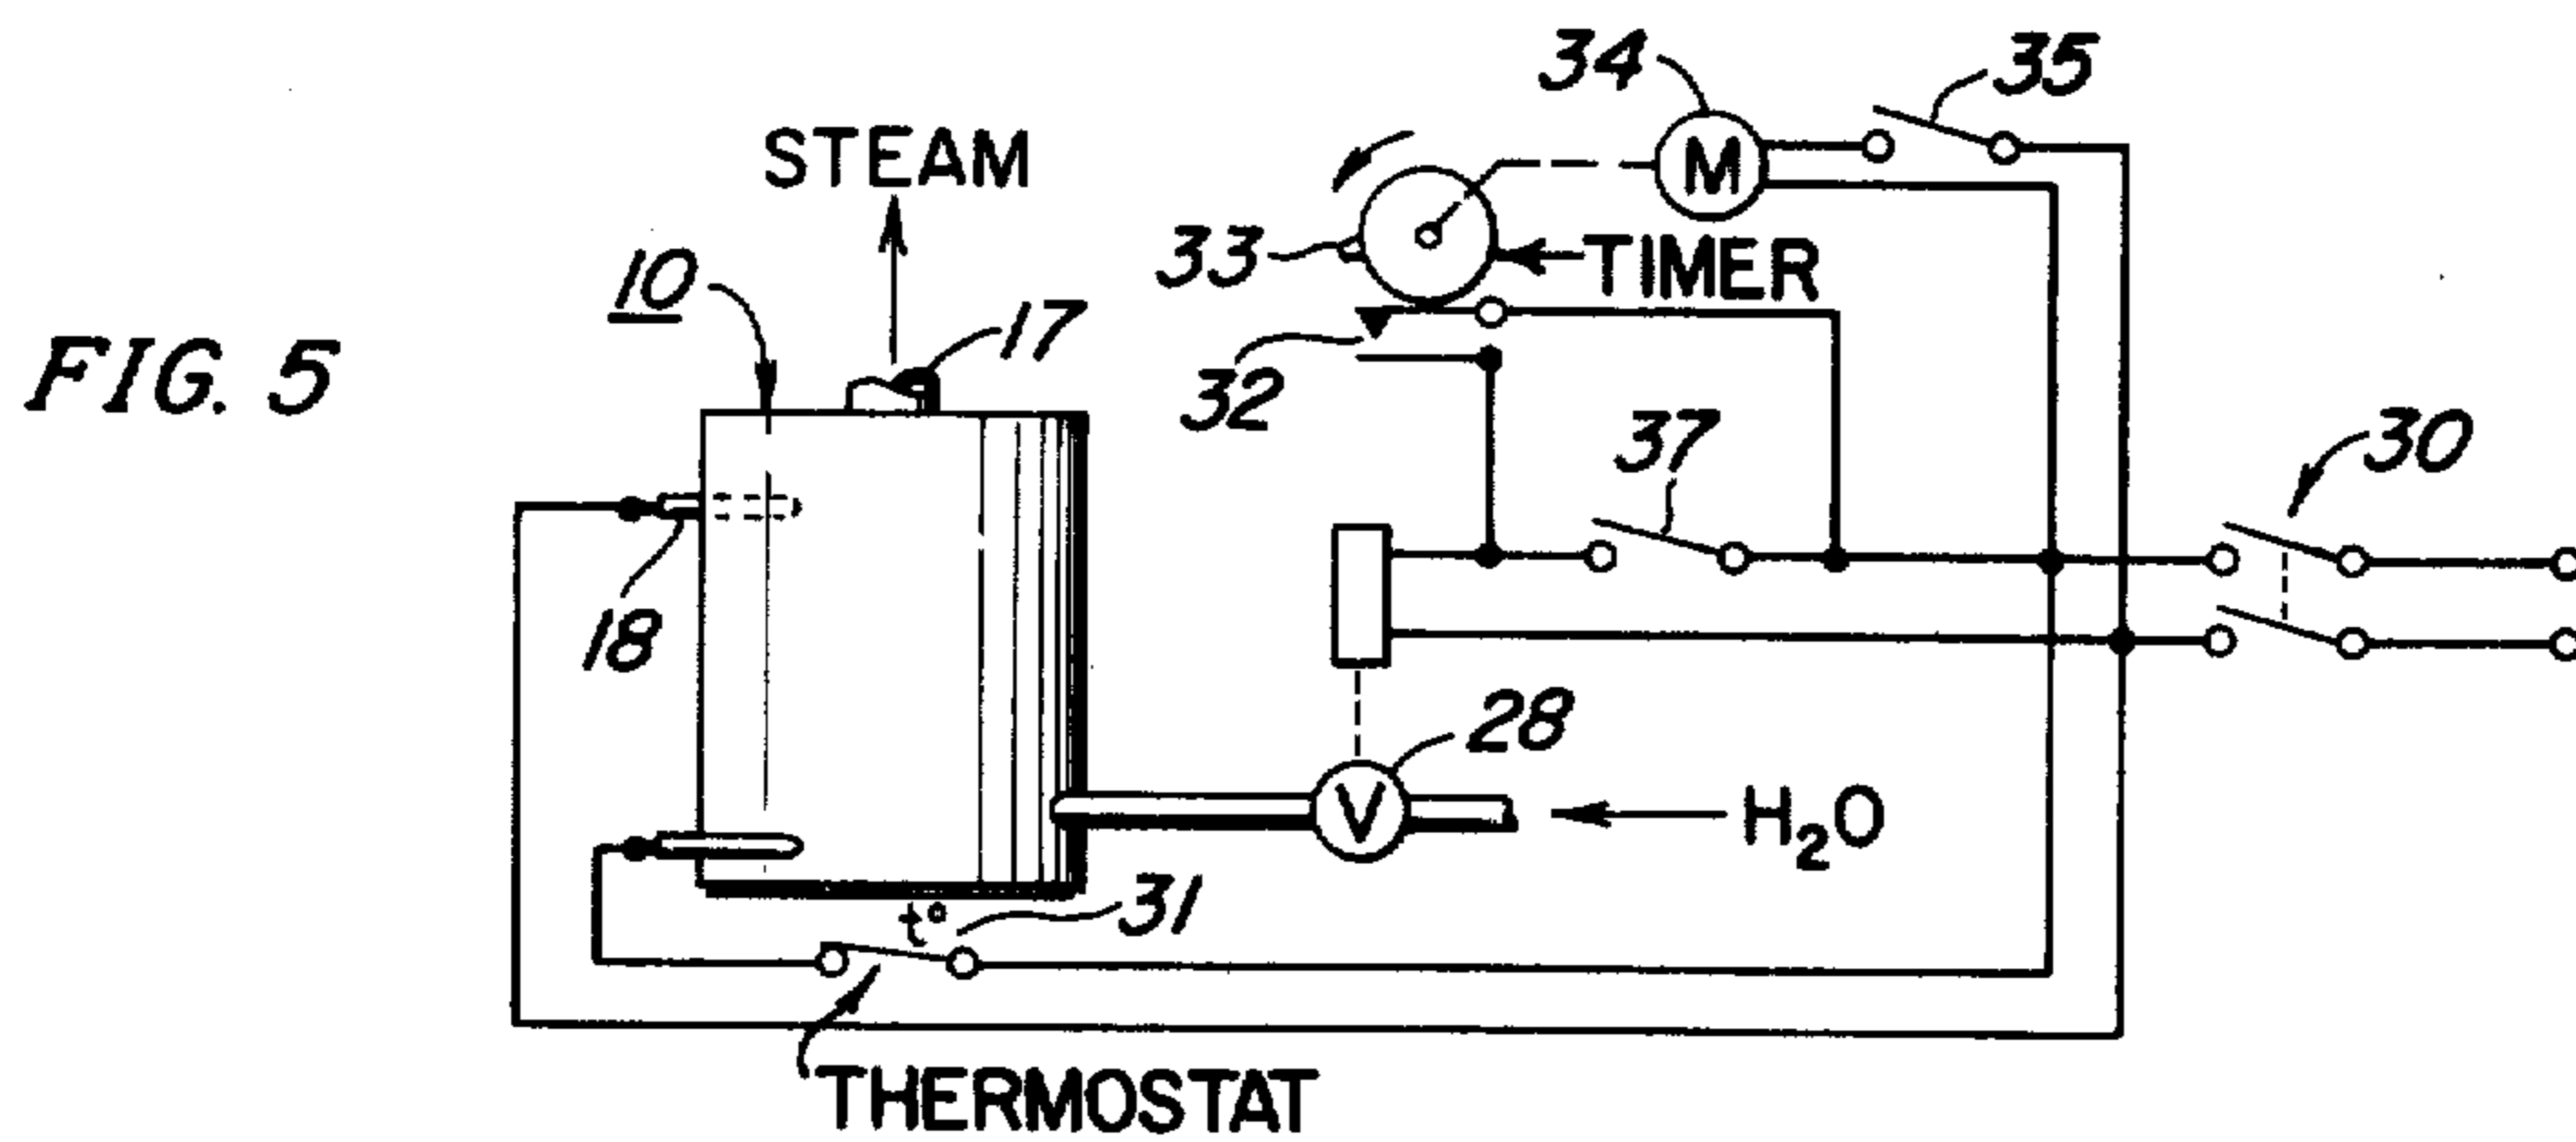 34
35
STEAM
M
33
TIMER
10
17
FIG. 5
32
37
30
18
28
V
H₂O
t°
31
THERMOSTAT